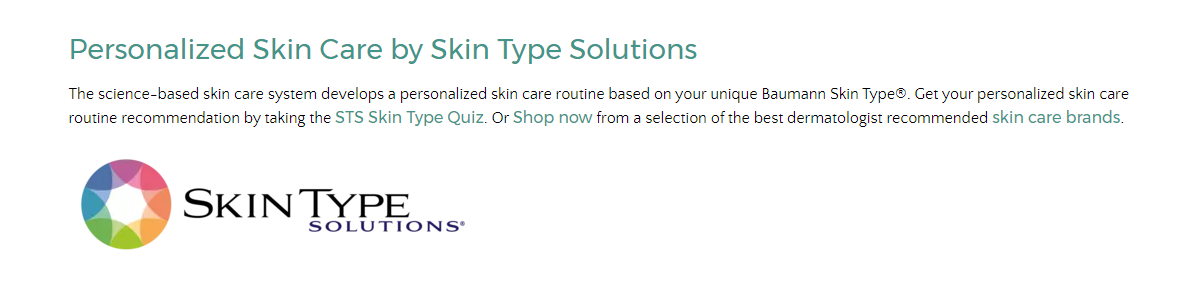 Personalized Skin Care by Skin Type Solutions
The science-based skin care system develops a personalized skin care routine based on your unique Baumann Skin Type®. Get your personalized skin care
routine recommendation by taking the STS Skin Type Quiz. Or Shop now from a selection of the best dermatologist recommended skin care brands.
SKIN TYPE
SOLUTIONS®